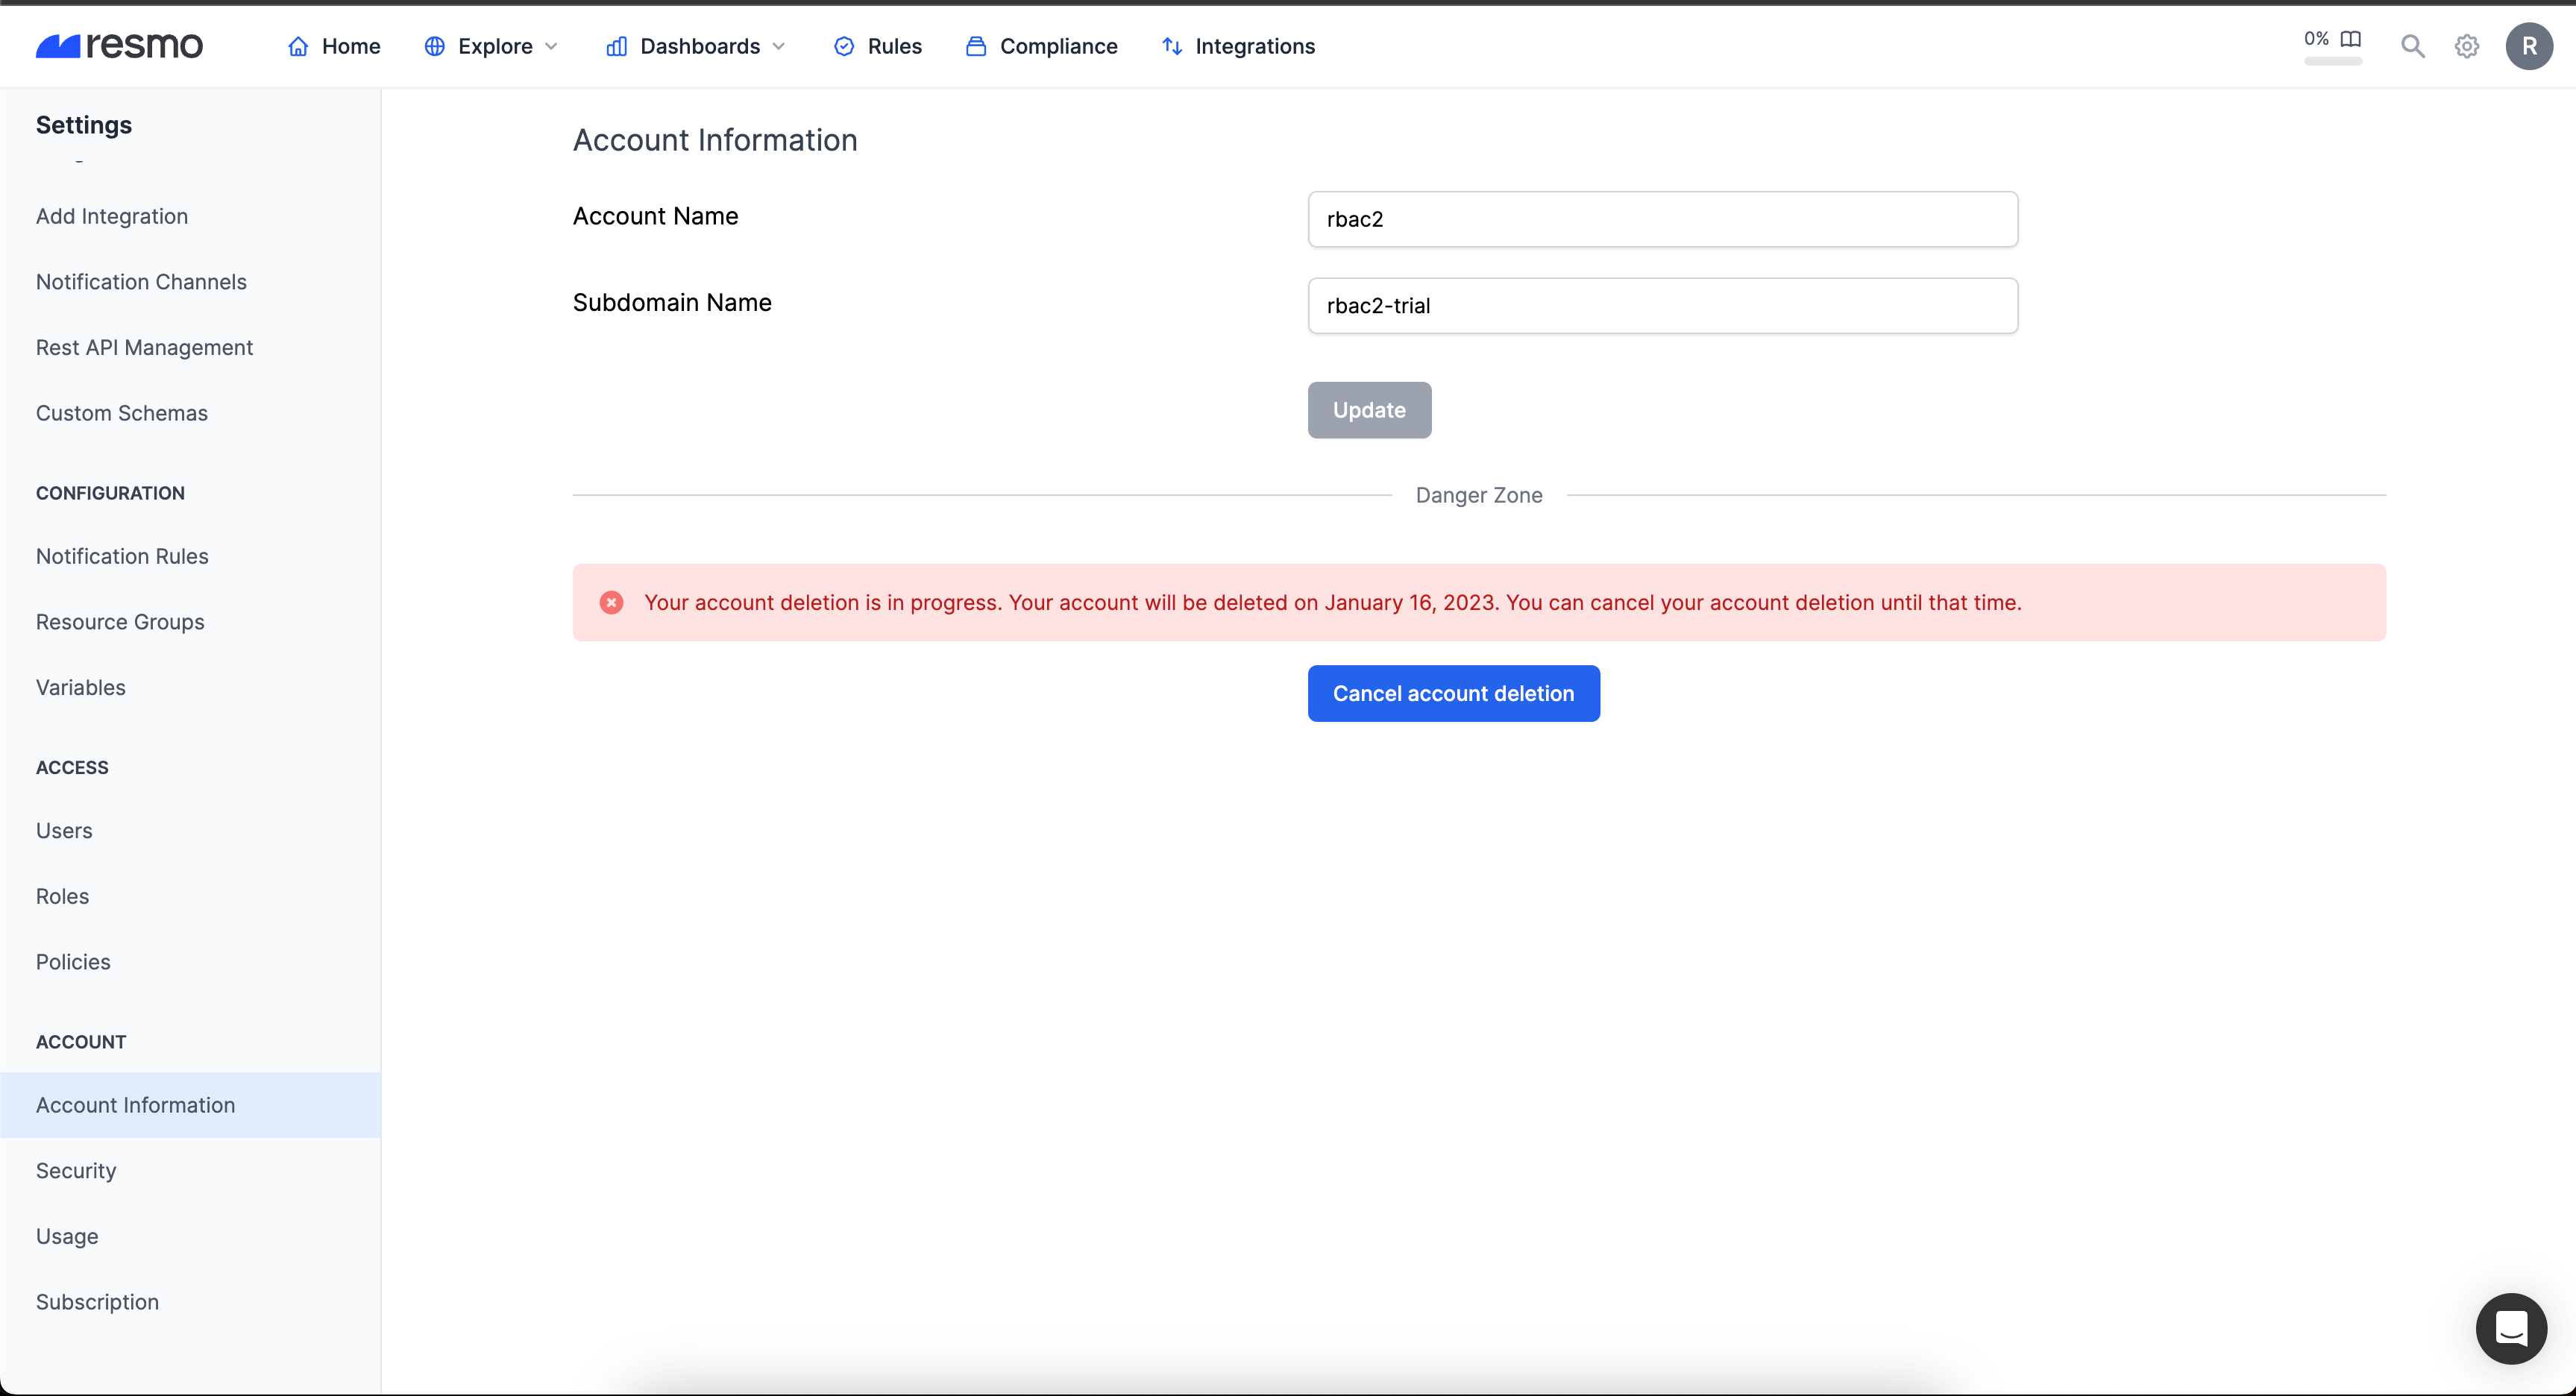 resmo
Home
Explore
Dashboards
Rules
Compliance
Integrations
0%
R
Settings
Add Integration
Notification Channels
Rest API Management
Custom Schemas
CONFIGURATION
Notification Rules
Resource Groups
Variables
ACCESS
Users
Roles
Policies
ACCOUNT
Account Information
Security
Usage
Subscription
Account Information
Account Name
rbac2
Subdomain Name
rbac2-trial
Update
Danger Zone
Your account deletion is in progress. Your account will be deleted on January 16, 2023. You can cancel your account deletion until that time.
Cancel account deletion